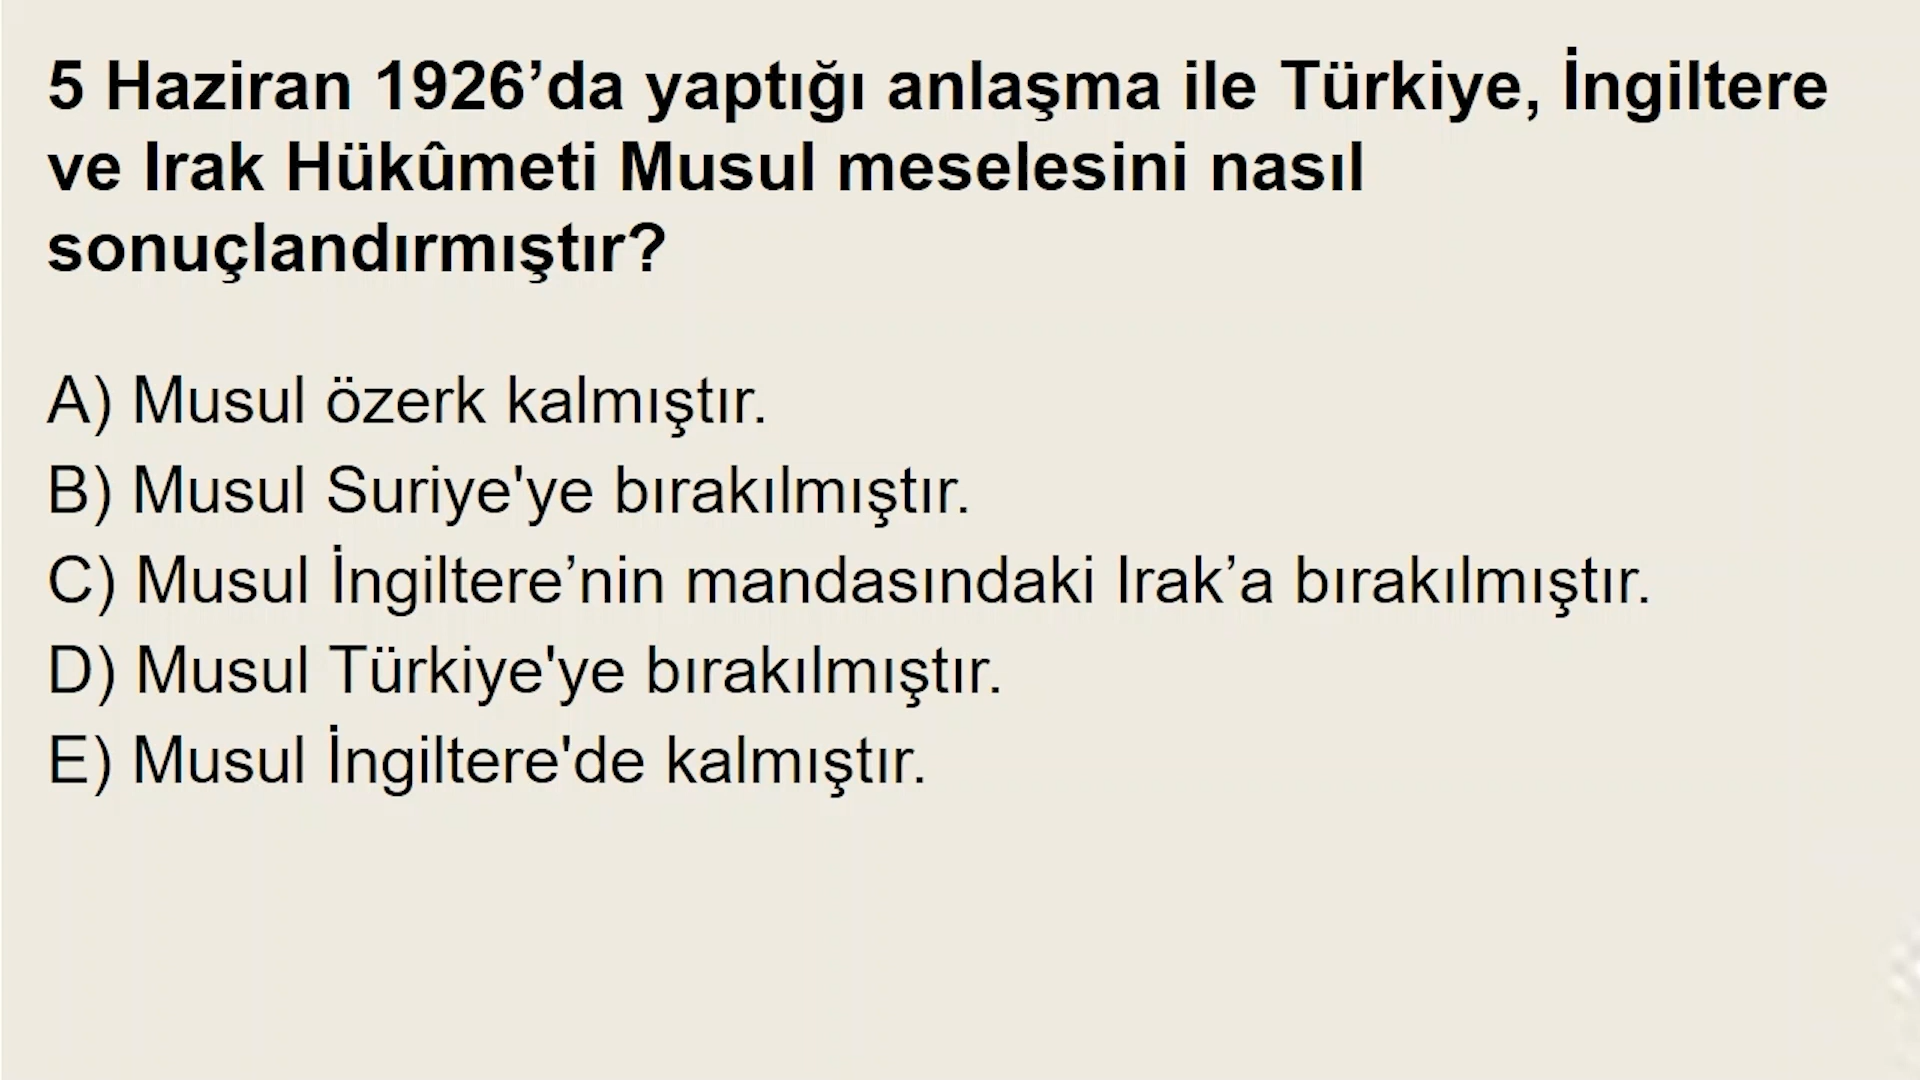 5 Haziran 1926’da yaptığı anlaşma ile Türkiye, İngiltere
ve Irak Hükûmeti Musul meselesini nasıl
sonuçlandırmıştır?
A) Musul özerk kalmıştır.
B) Musul Suriye'ye bırakılmıştır.
C) Musul İngiltere’nin mandasındaki Irak’a bırakılmıştır.
D) Musul Türkiye'ye bırakılmıştır.
E) Musul İngiltere'de kalmıştır.